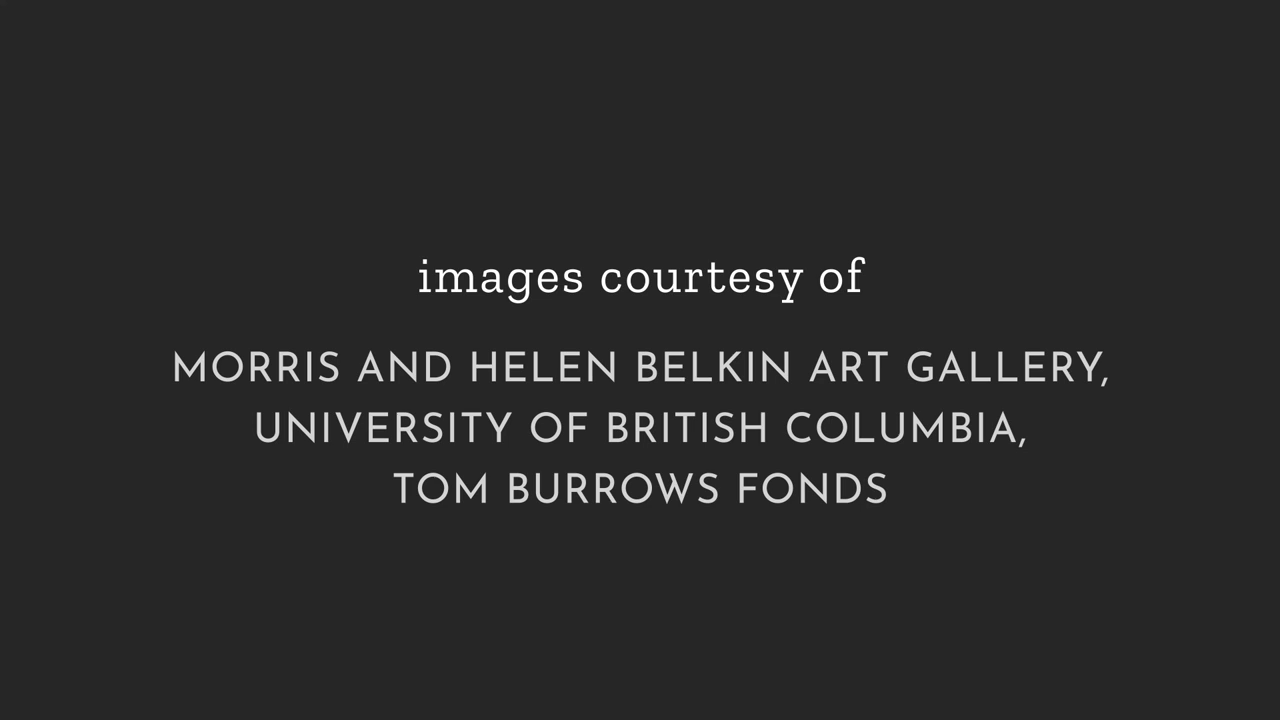 images courtesy of
MORRIS AND HELEN BELKIN ART GALLERY,
UNIVERSITY OF BRITISH COLUMBIA,
TOM BURROWS FONDS